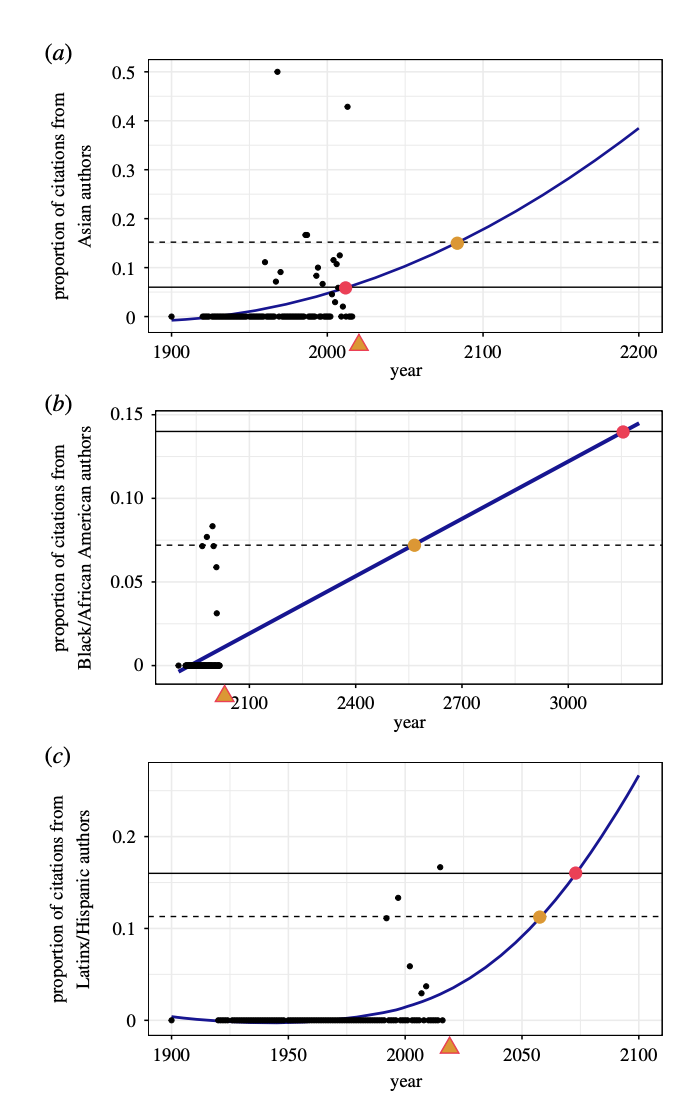 (a)
proportion of citations from
Asian authors
0.5
0.4
0.3
0.2
0.1
0
1900 2000 2100 2200
year
(b)
proportion of citations from
Black/African American authors
0.15
0.10
0.05
0
2100 2400 2700 3000
year
(c)
proportion of citations from
Latinx/Hispanic authors
0.2
0.1
0
1900 1950 2000 2050 2100
year